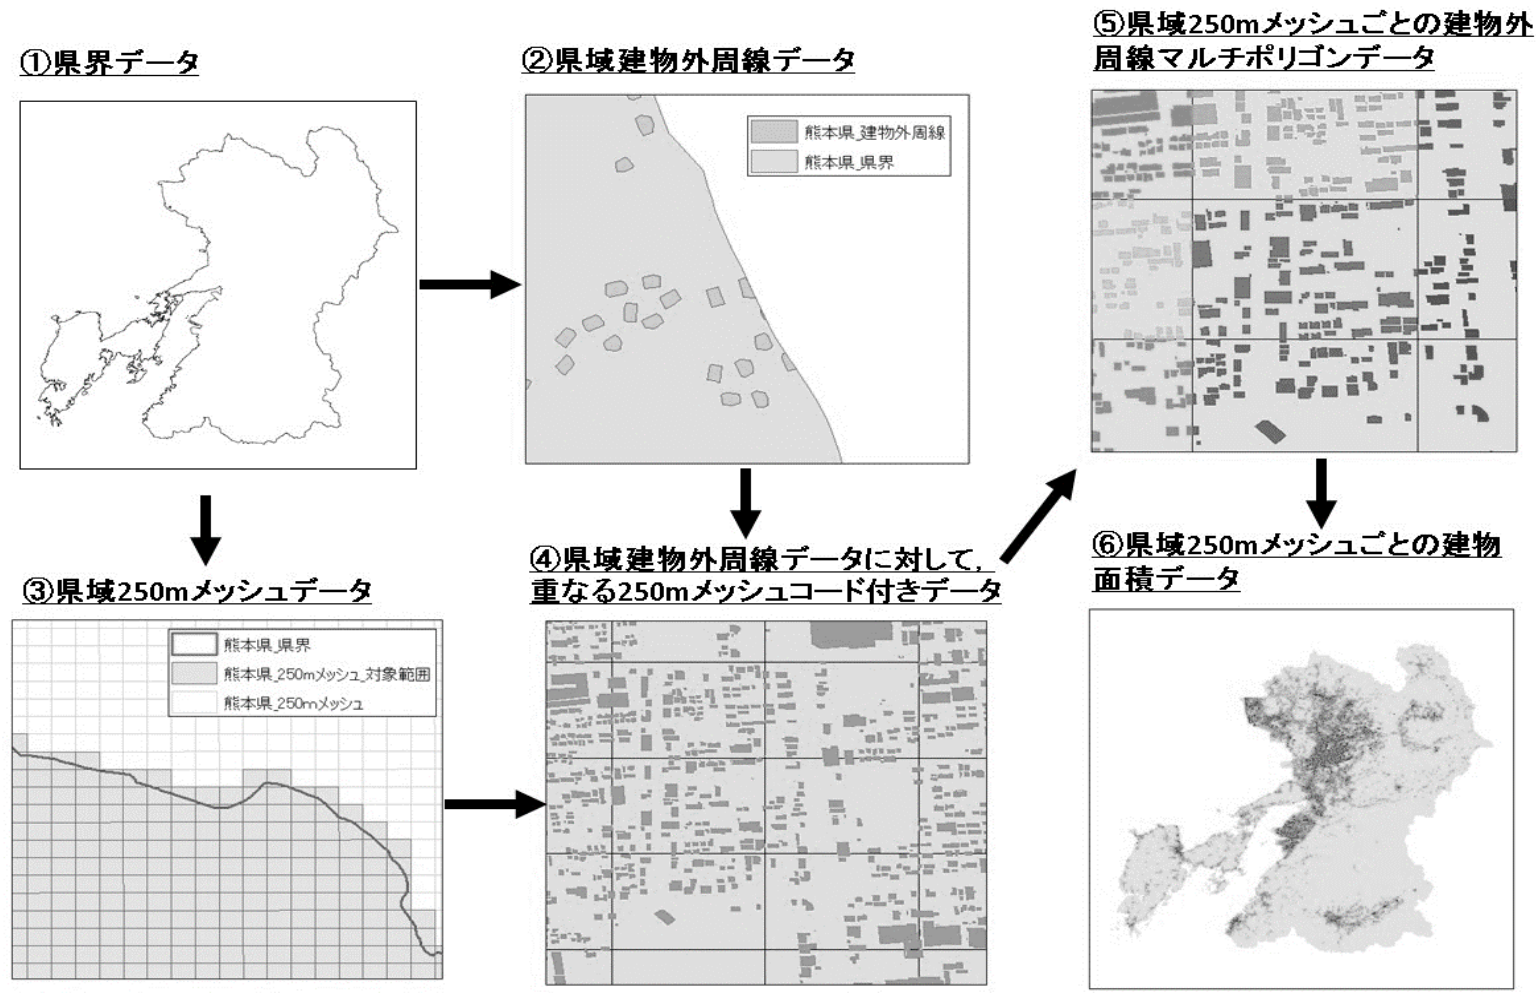 ①県界データ
②県域建物外周線データ
熊本県_建物外周線
熊本県_県界
③県域250mメッシュデータ
熊本県_県界
熊本県_250mメッシュ_対象範囲
熊本県_250mメッシュ
④県域建物外周線データに対して,
重なる250mメッシュコード付きデータ
⑤県域250mメッシュごとの建物外
周線マルチポリゴンデータ
⑥県域250mメッシュごとの建物
面積データ